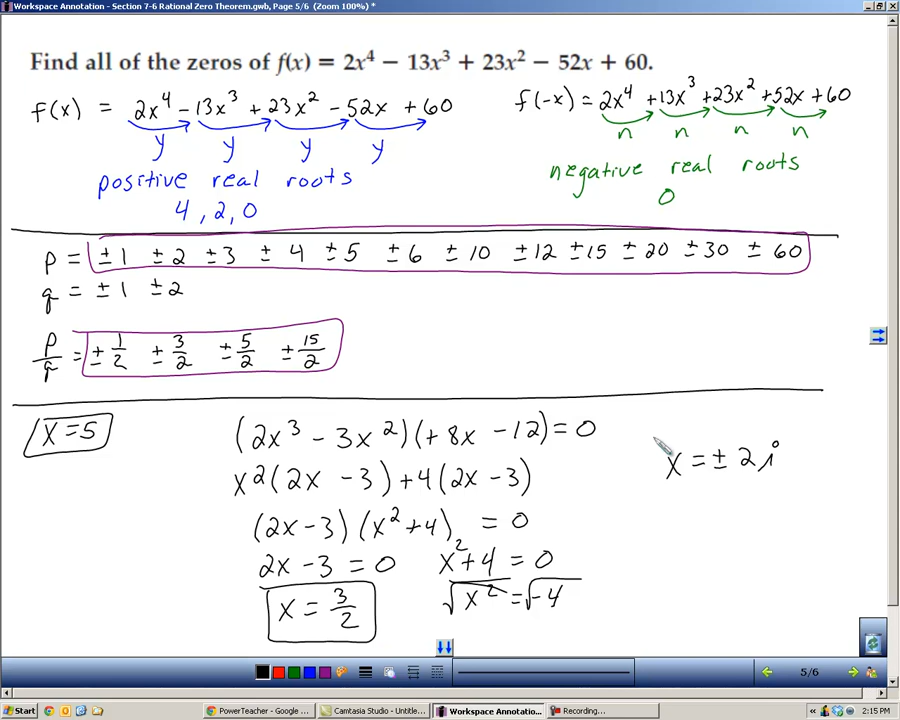 Workspace Annotation - Section 7-6 Rational Zero Theorem.gwb, Page 5/6 (Zoom 100%) *
Find all of the zeros of f(x) = 2x⁴ − 13x³ + 23x² − 52x + 60.
f(x) = 2x⁴ − 13x³ + 23x² − 52x + 60
y y y y
positive real roots
4, 2, 0
f(-x) = 2x⁴ + 13x³ + 23x² + 52x + 60
n n n n
negative real roots
0
p = ±1 ±2 ±3 ±4 ±5 ±6 ±10 ±12 ±15 ±20 ±30 ±60
q = ±1 ±2
p/q = ±1/2 ±3/2 ±5/2 ±15/2
x = 5
(2x³ − 3x²)(+8x − 12) = 0
x²(2x − 3) + 4(2x − 3)
(2x − 3)(x² + 4) = 0
2x − 3 = 0 x² + 4 = 0
x = 3/2 √x² = √−4
x = ± 2i
5/6
Start
PowerTeacher - Google ...
Camtasia Studio - Untitle...
Workspace Annotation...
Recording...
2:15 PM